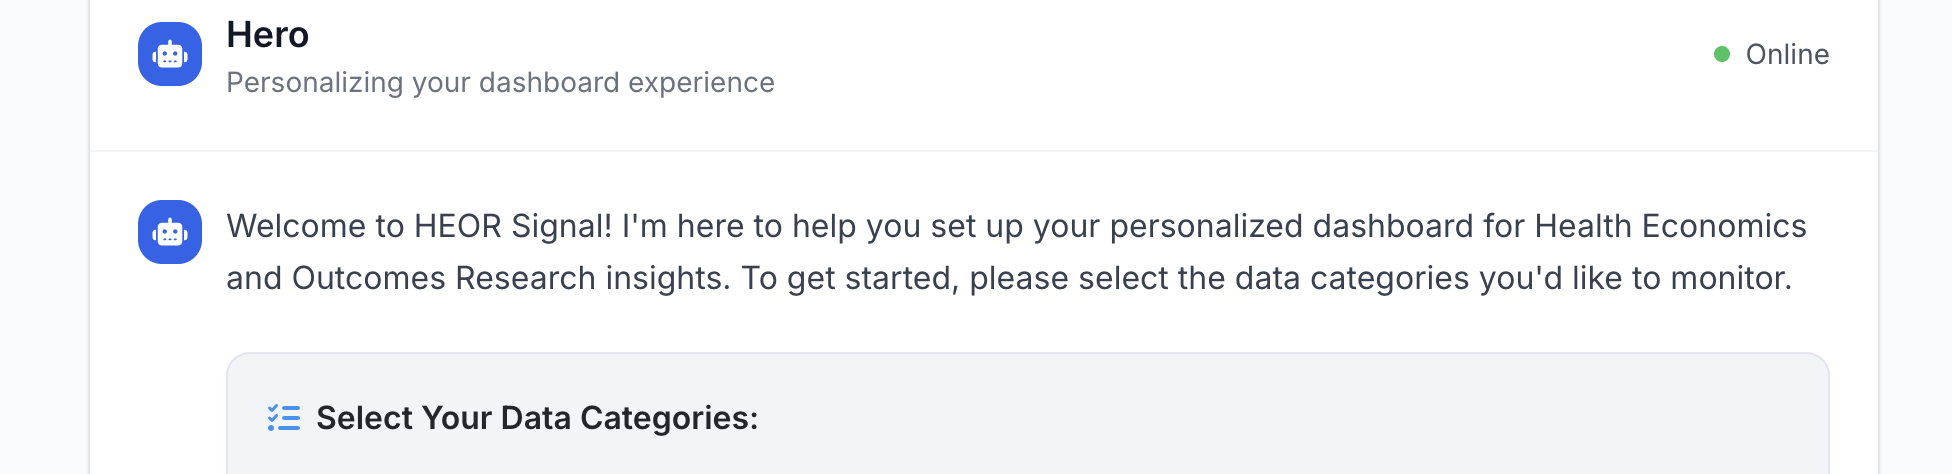 Hero
Personalizing your dashboard experience
Online
Welcome to HEOR Signal! I'm here to help you set up your personalized dashboard for Health Economics
and Outcomes Research insights. To get started, please select the data categories you'd like to monitor.
Select Your Data Categories: